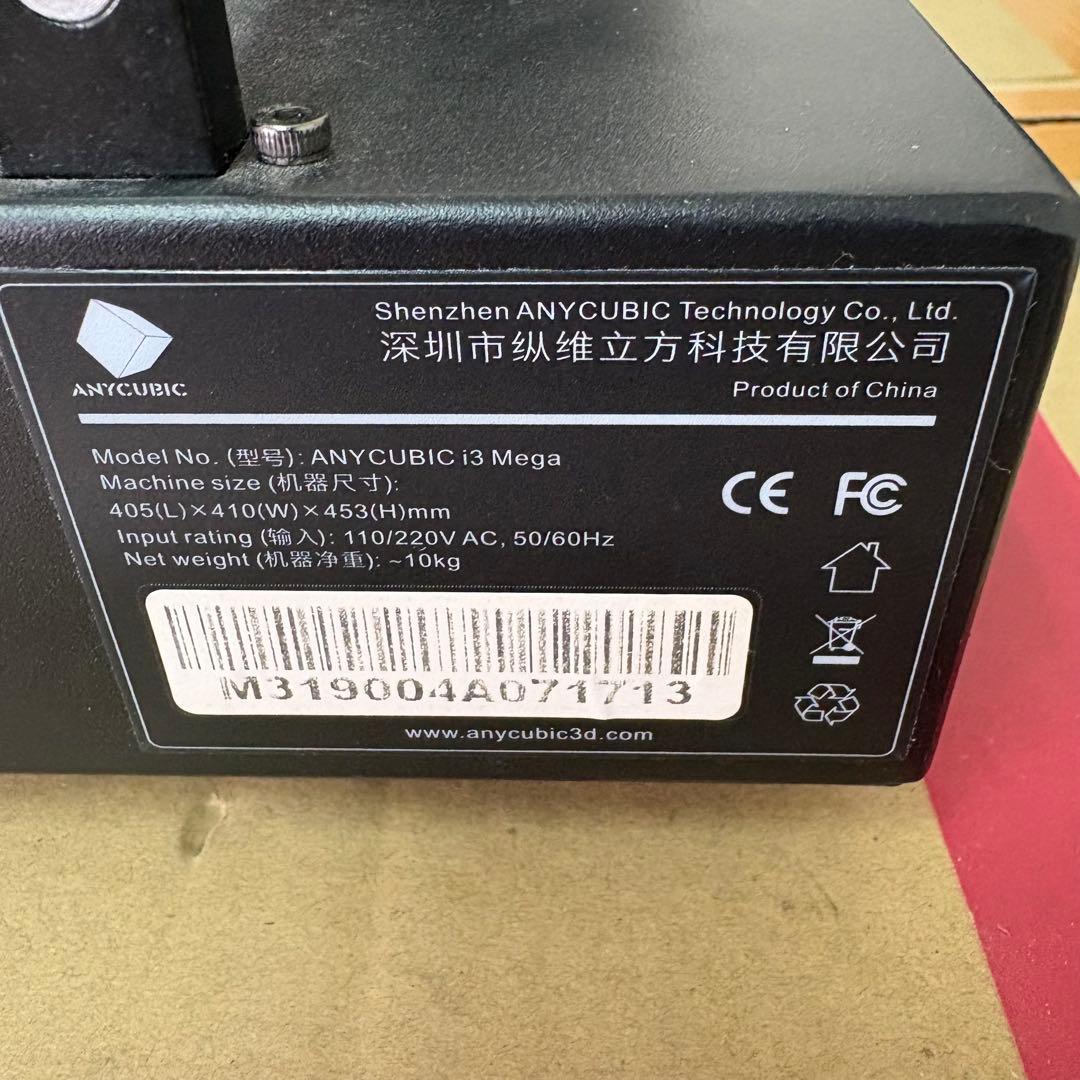 ANYCUBIC
Shenzhen ANYCUBIC Technology Co., Ltd.
深圳市纵维立方科技有限公司
Product of China
Model No. (型号): ANYCUBIC i3 Mega
Machine size (机器尺寸):
405(L)×410(W)×453(H)mm
Input rating (输入): 110/220V AC, 50/60Hz
Net weight (机器净重): ~10kg
CE FC
M319004A071713
www.anycubic3d.com